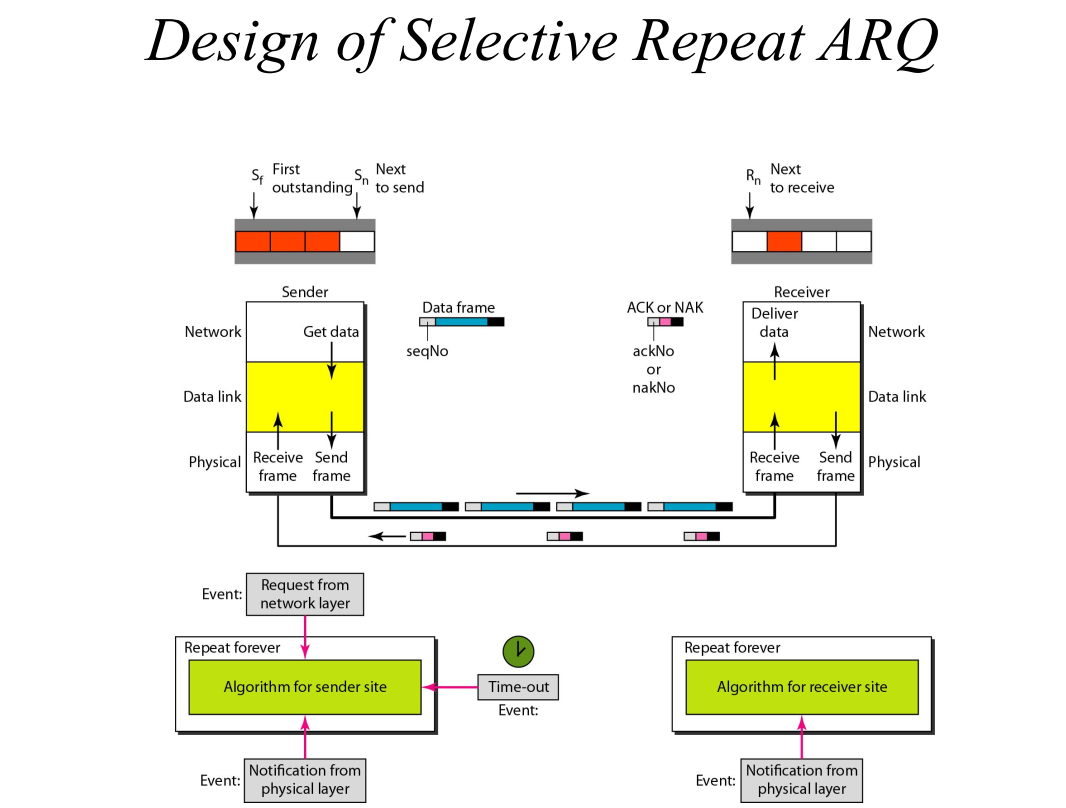 Design of Selective Repeat ARQ
Sf First outstanding
Sn Next to send
Rn Next to receive
Sender
Receiver
Data frame
seqNo
ACK or NAK
ackNo
or
nakNo
Network
Get data
Deliver
data
Network
Data link
Data link
Physical
Receive
frame
Send
frame
Receive
frame
Send
frame
Physical
Event:
Request from
network layer
Repeat forever
Algorithm for sender site
Time-out
Event:
Event:
Notification from
physical layer
Repeat forever
Algorithm for receiver site
Event:
Notification from
physical layer